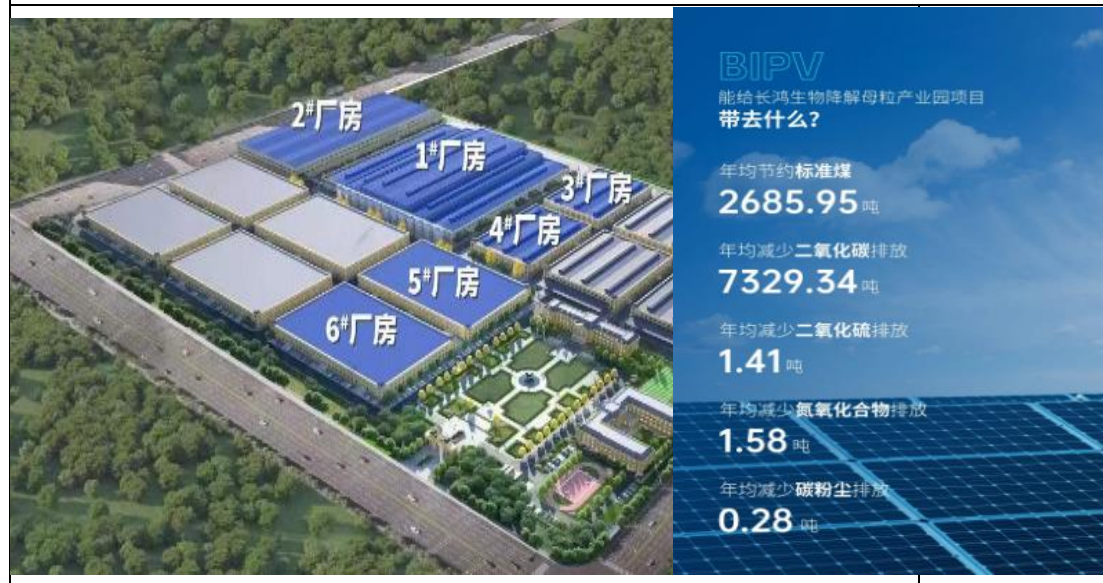 2#厂房
1#厂房
3#厂房
4#厂房
5#厂房
6#厂房
BIPV
能给长鸿生物降解母粒产业园项目
带去什么？
年均节约标准煤
2685.95吨
年均减少二氧化碳排放
7329.34吨
年均减少二氧化硫排放
1.41吨
年均减少氮氧化合物排放
1.58吨
年均减少碳粉尘排放
0.28吨